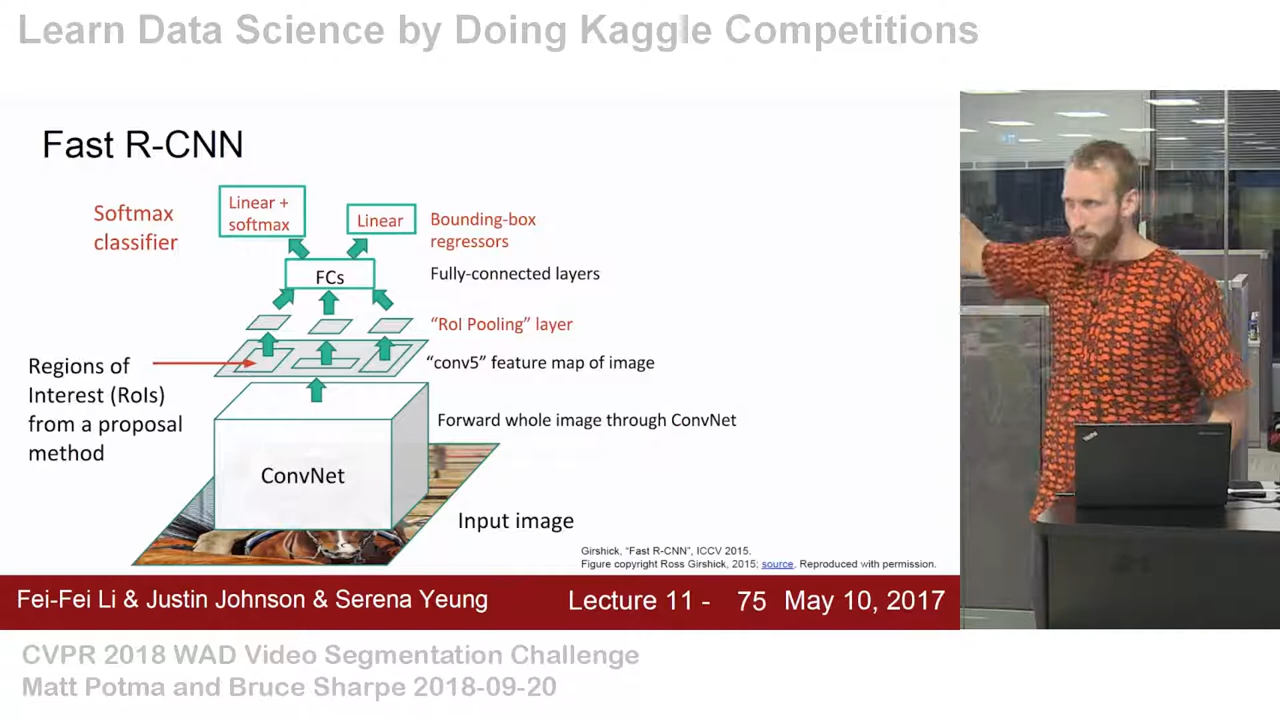 Learn Data Science by Doing Kaggle Competitions
Fast R-CNN
Softmax
classifier
Linear +
softmax
Linear
Bounding-box
regressors
FCs
Fully-connected layers
"RoI Pooling" layer
Regions of
Interest (RoIs)
from a proposal
method
"conv5" feature map of image
Forward whole image through ConvNet
ConvNet
Input image
Girshick, "Fast R-CNN", ICCV 2015.
Figure copyright Ross Girshick, 2015; source. Reproduced with permission.
Fei-Fei Li & Justin Johnson & Serena Yeung
Lecture 11 - 75 May 10, 2017
CVPR 2018 WAD Video Segmentation Challenge
Matt Potma and Bruce Sharpe 2018-09-20